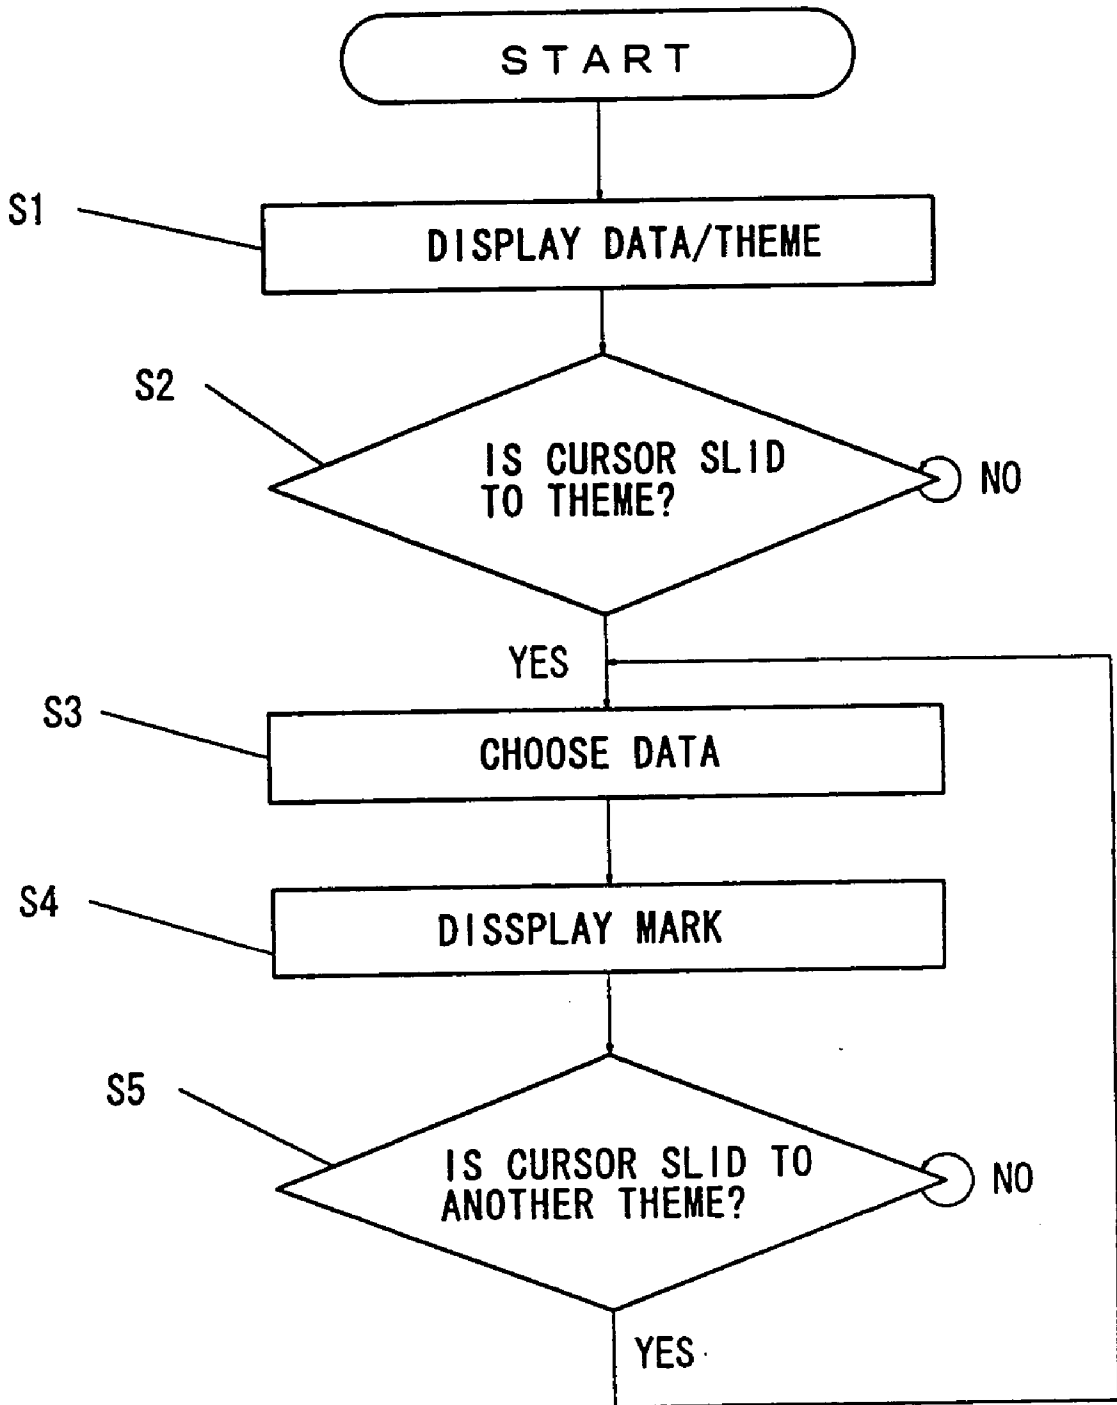 START
S1
DISPLAY DATA/THEME
S2
IS CURSOR SLID
TO THEME?
NO
YES
S3
CHOOSE DATA
S4
DISSPLAY MARK
S5
IS CURSOR SLID TO
ANOTHER THEME?
NO
YES